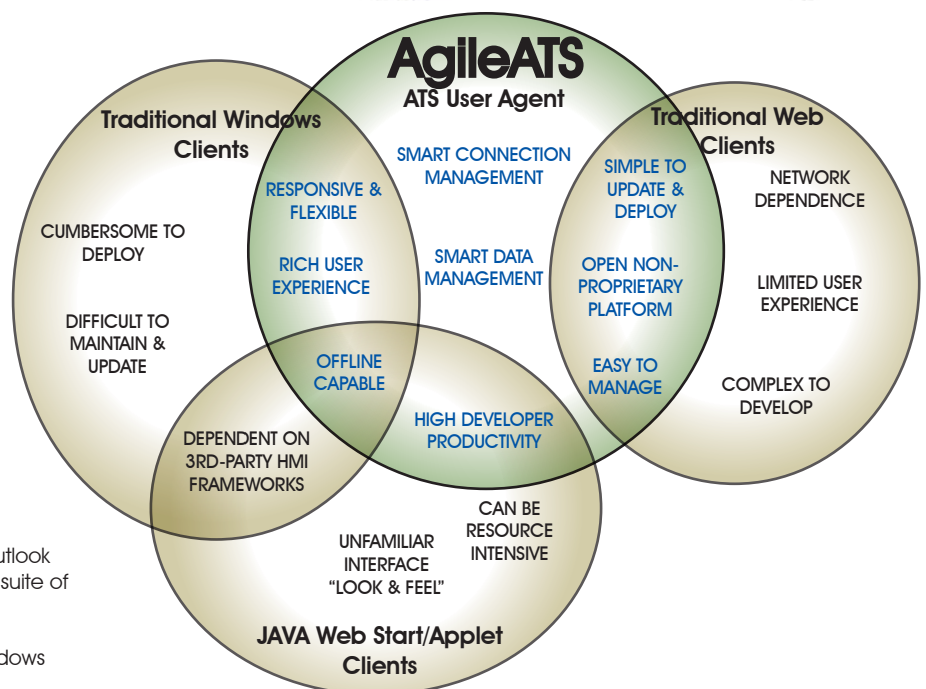 AgileATS
ATS User Agent
Traditional Windows
Clients
Traditional Web
Clients
SMART CONNECTION
MANAGEMENT
SMART DATA
MANAGEMENT
RESPONSIVE &
FLEXIBLE
RICH USER
EXPERIENCE
OFFLINE
CAPABLE
SIMPLE TO
UPDATE &
DEPLOY
OPEN NON-
PROPRIETARY
PLATFORM
EASY TO
MANAGE
NETWORK
DEPENDENCE
LIMITED USER
EXPERIENCE
COMPLEX TO
DEVELOP
CUMBERSOME TO
DEPLOY
DIFFICULT TO
MAINTAIN &
UPDATE
HIGH DEVELOPER
PRODUCTIVITY
DEPENDENT ON
3RD-PARTY HMI
FRAMEWORKS
CAN BE
RESOURCE
INTENSIVE
UNFAMILIAR
INTERFACE
"LOOK & FEEL"
JAVA Web Start/Applet
Clients
suite of